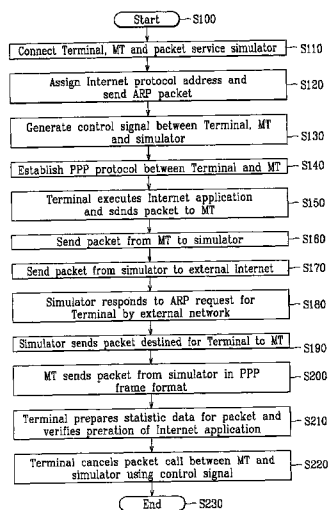 Start S100
Connect Terminal, MT and packet service simulator S110
Assign Internet protocol address and
send ARP packet S120
Generate control signal between Terminal, MT
and simulator S130
Establish PPP protocol between Terminal and MT S140
Terminal executes Internet application
and sdnds packet to MT S150
Send packet from MT to simulator S160
Send packet from simulator to external Internet S170
Simulator responds to ARP request for
Terminal by external network S180
Simulator sends packet destined for Terminal to MT S190
MT sends packet from simulator in PPP
frame format S200
Terminal prepares statistic data for packet and
verifies preration of Internet application S210
Terminal cancels packet call between MT and
simulator using control signal S220
End S230